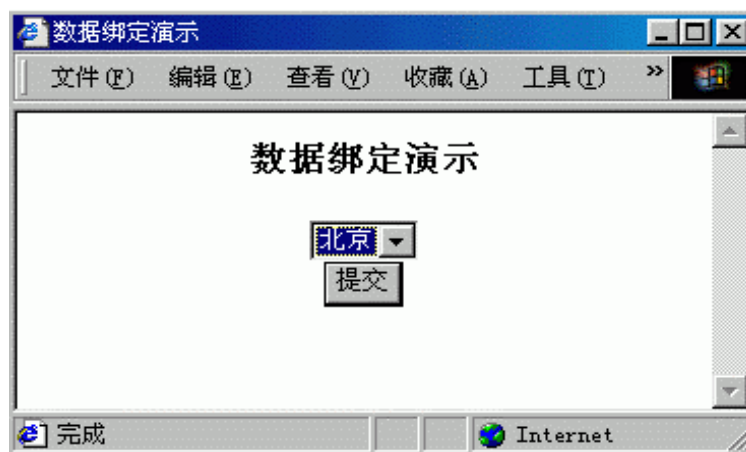 数据绑定演示
文件(F) 编辑(E) 查看(V) 收藏(A) 工具(T) »
数据绑定演示
北京
提交
完成 Internet